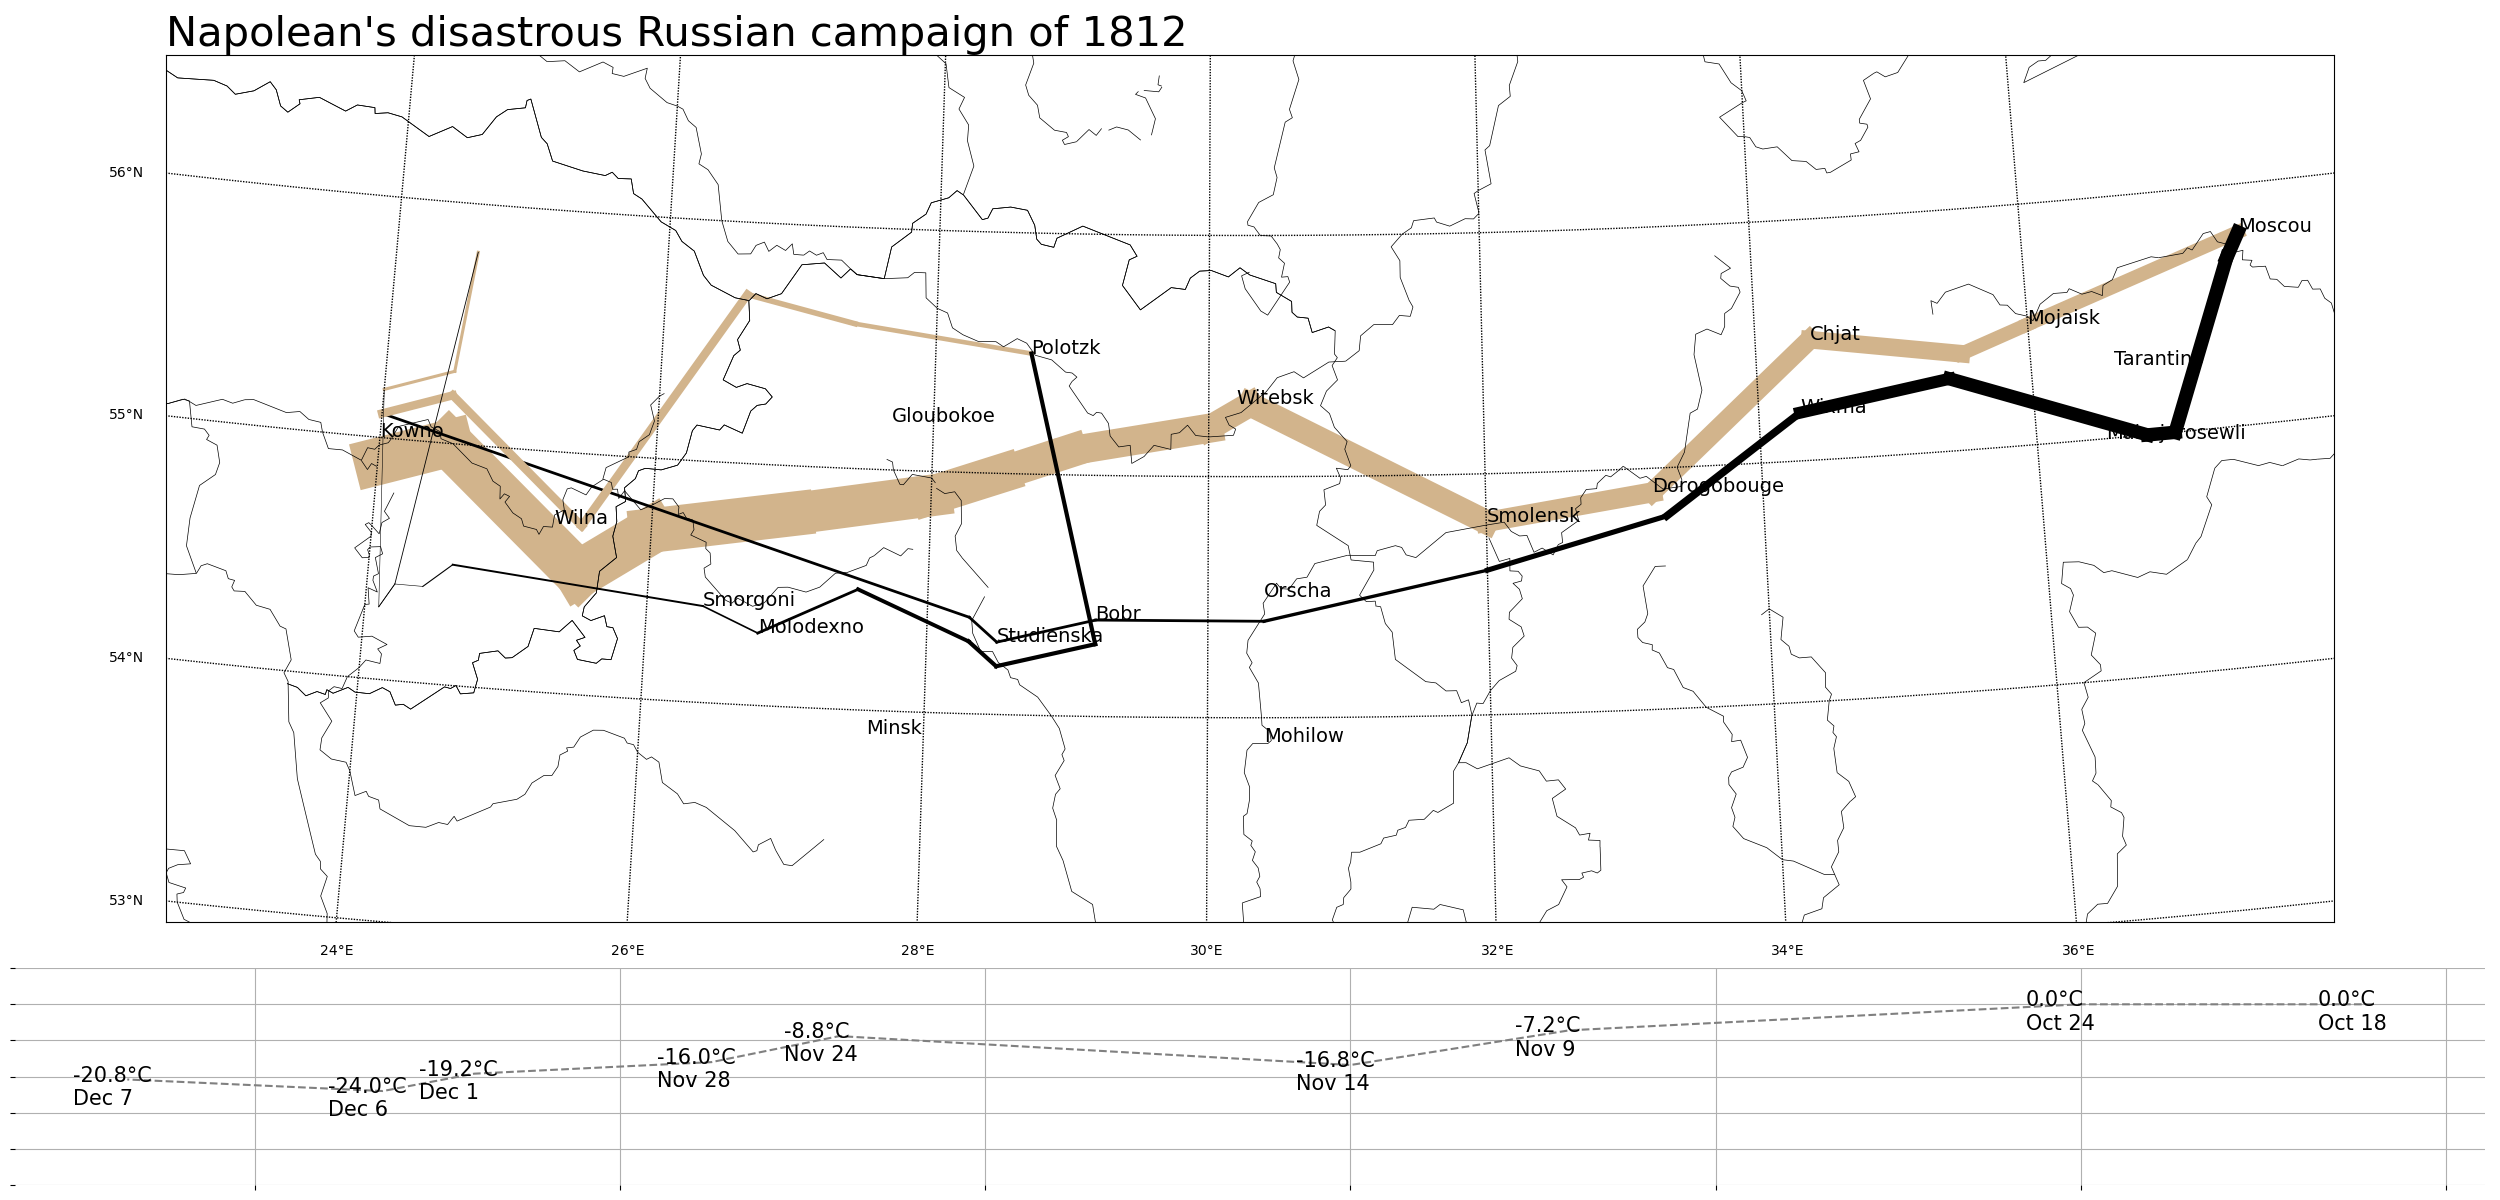 Napolean's disastrous Russian campaign of 1812
56°N
Moscou
Mojaisk
Chjat
Polotzk
Tarantino
Witebsk
Wixma
55°N
Gloubokoe
Kowno
Malo-jarosewli
Dorogobouge
Wilna
Smolensk
Orscha
Smorgoni
Bobr
Molodexno
Studienska
54°N
Minsk
Mohilow
53°N
24°E
26°E
28°E
30°E
32°E
34°E
36°E
-20.8°C
Dec 7
-24.0°C
Dec 6
-19.2°C
Dec 1
-16.0°C
Nov 28
-8.8°C
Nov 24
-16.8°C
Nov 14
-7.2°C
Nov 9
0.0°C
Oct 24
0.0°C
Oct 18